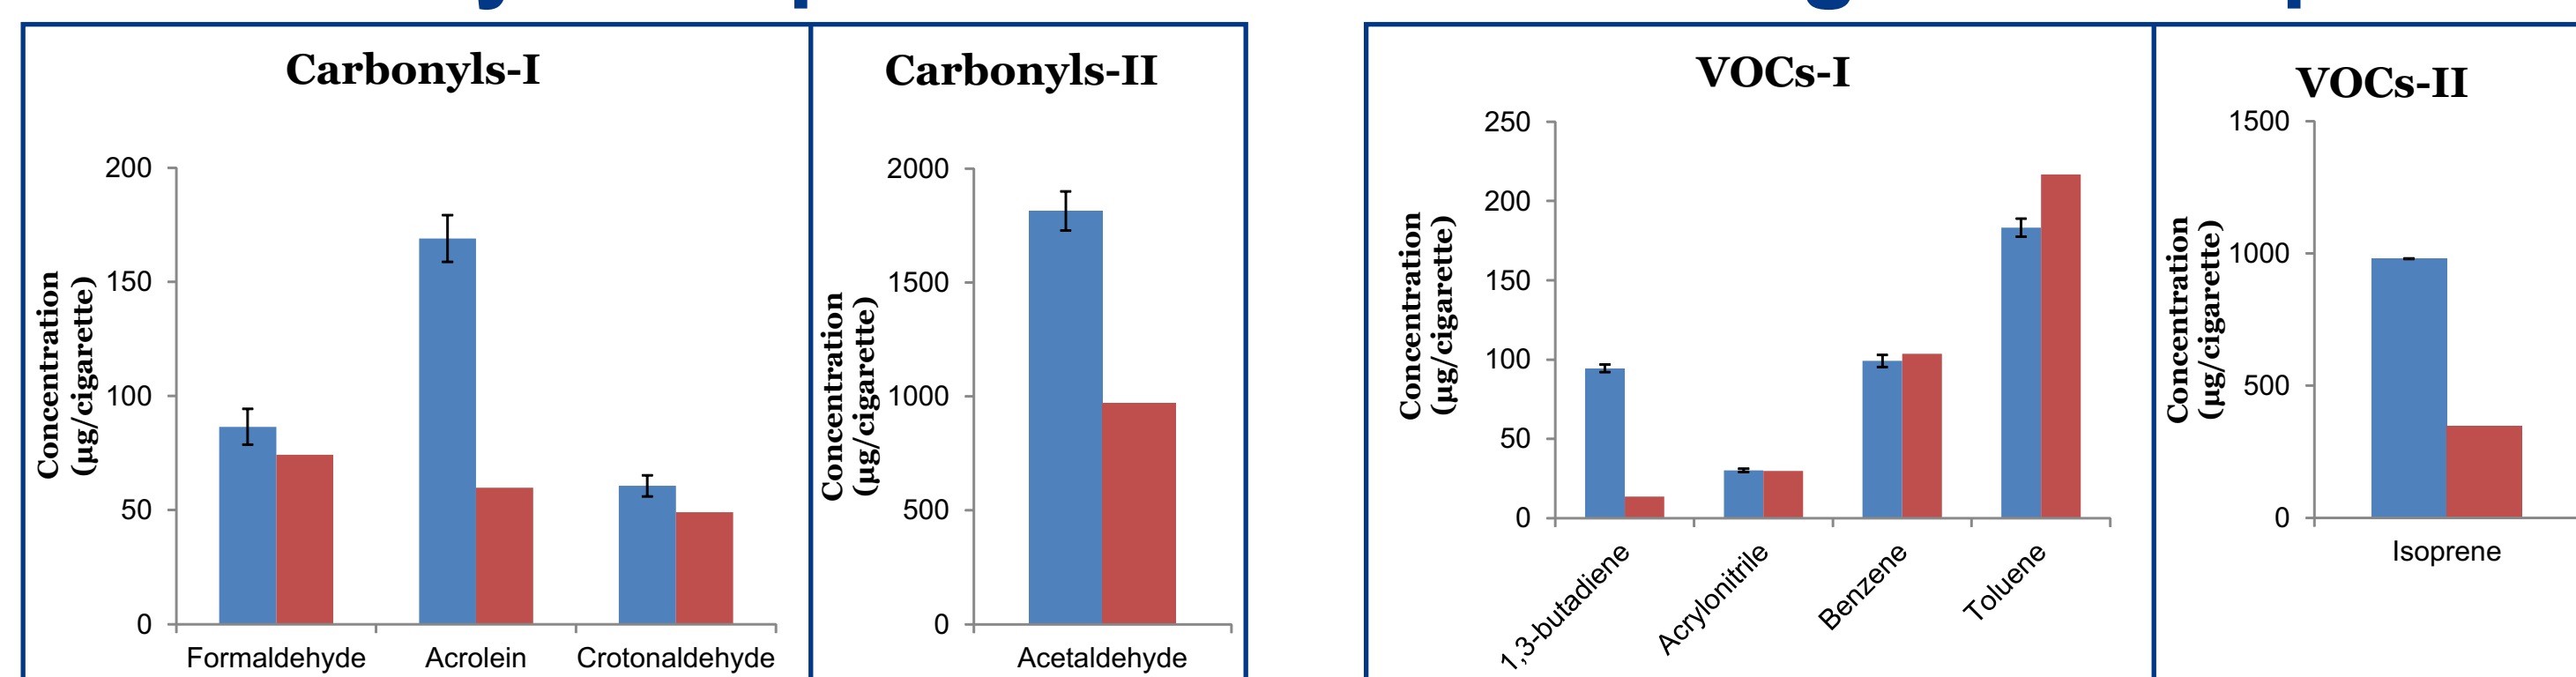 Carbonyls-I
Concentration
(µg/cigarette)
200
150
100
50
0
Formaldehyde Acrolein Crotonaldehyde
Carbonyls-II
Concentration
(µg/cigarette)
2000
1500
1000
500
0
Acetaldehyde
VOCs-I
Concentration
(µg/cigarette)
250
200
150
100
50
0
1,3-butadiene
Acrylonitrile
Benzene
Toluene
VOCs-II
Concentration
(µg/cigarette)
1500
1000
500
0
Isoprene